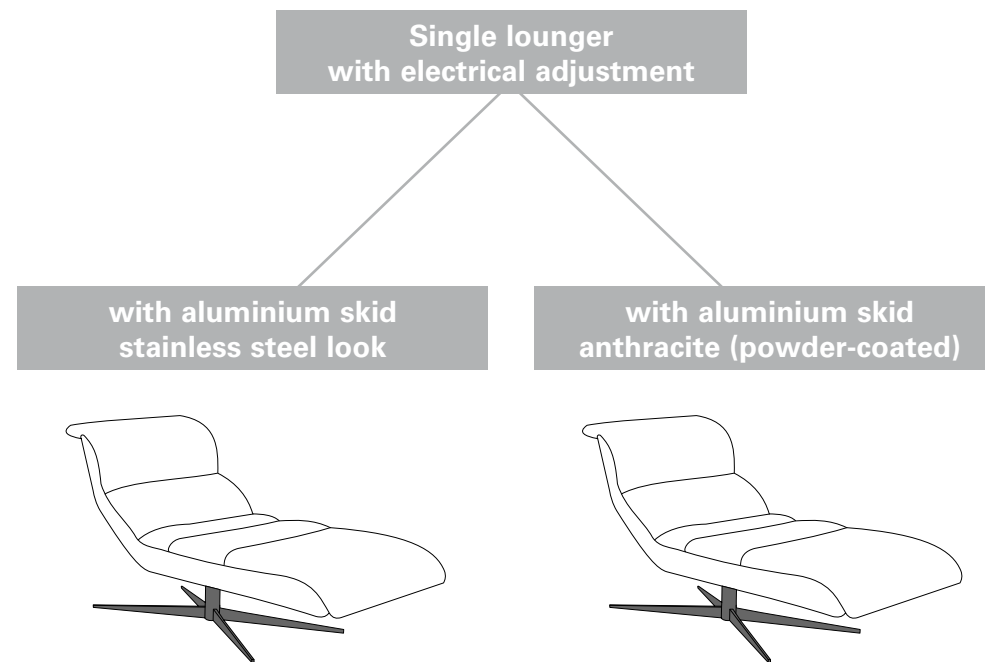 Single lounger
with electrical adjustment
with aluminium skid
stainless steel look
with aluminium skid
anthracite (powder-coated)